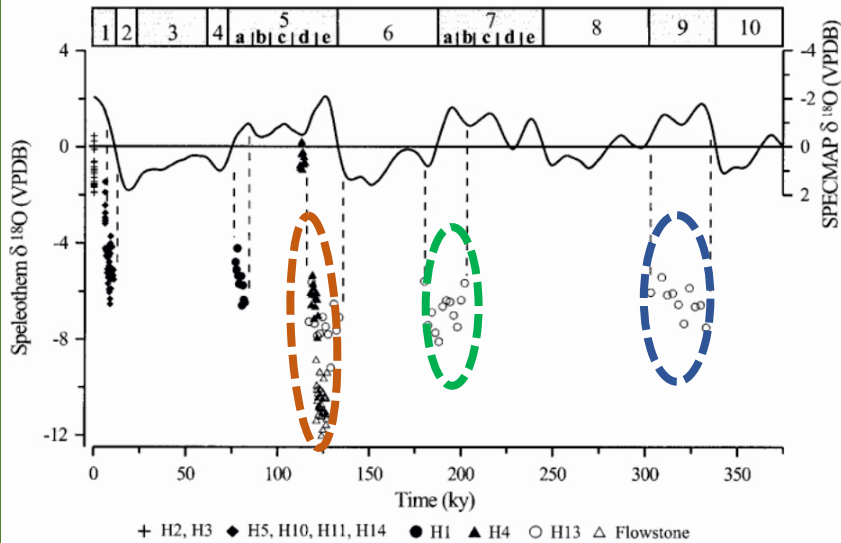 1 2 3 4 5 6 7 8 9 10
a b c d e a b c d e
4 -4
-2
0 0
2
-4
-8
-12
Speleothem δ 18O (VPDB)
SPECMAP δ 18O (VPDB)
0 50 100 150 200 250 300 350
Time (ky)
+ H2, H3 ◆ H5, H10, H11, H14 ● H1 ▲ H4 ○ H13 △ Flowstone